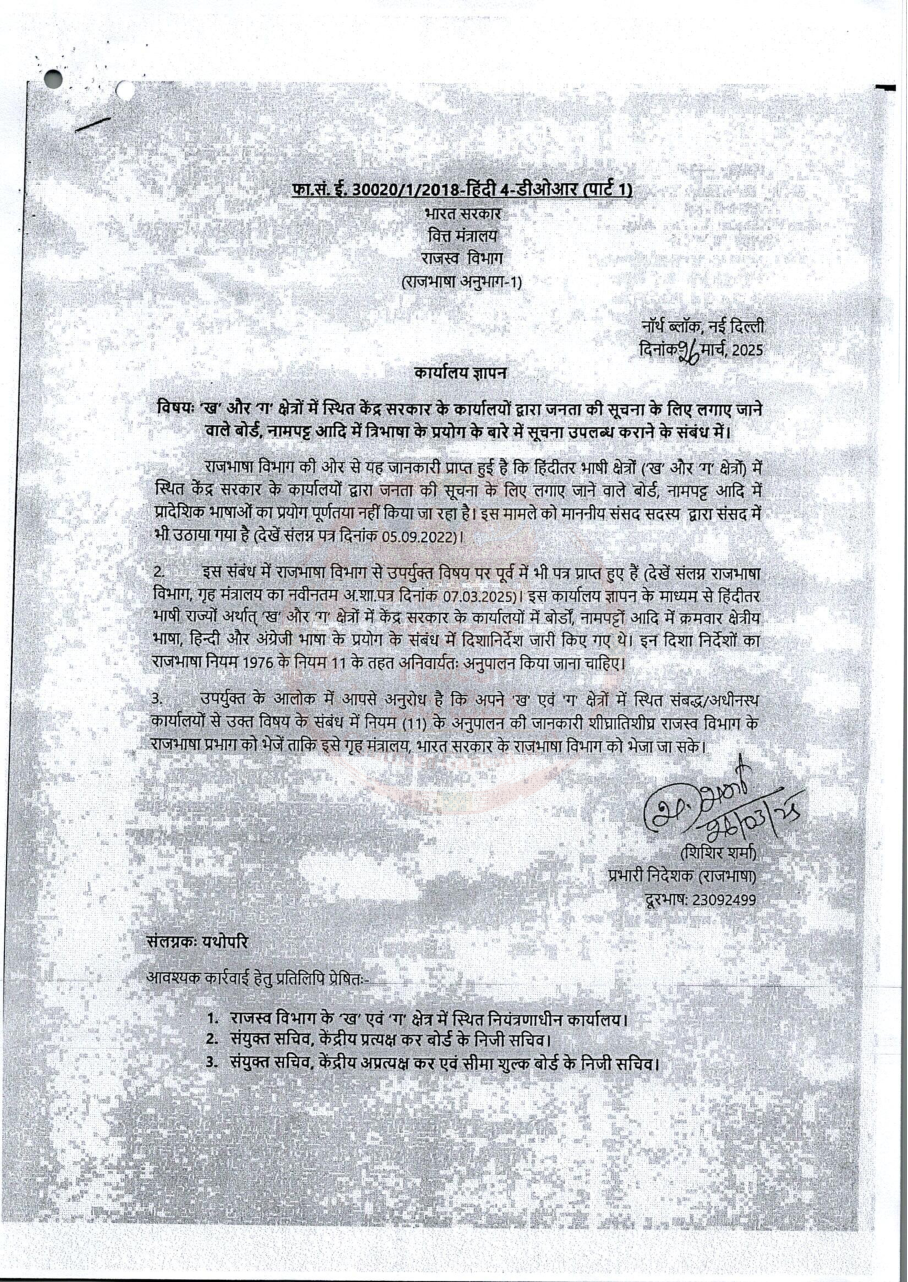 फा.सं. ई. 30020/1/2018-हिंदी 4-डीओआर (पार्ट 1)
भारत सरकार
वित्त मंत्रालय
राजस्व विभाग
(राजभाषा अनुभाग-1)
नॉर्थ ब्लॉक, नई दिल्ली
दिनांक 26 मार्च, 2025
कार्यालय ज्ञापन
विषयः 'ख' और 'ग' क्षेत्रों में स्थित केंद्र सरकार के कार्यालयों द्वारा जनता की सूचना के लिए लगाए जाने
वाले बोर्ड, नामपट्ट आदि में त्रिभाषा के प्रयोग के बारे में सूचना उपलब्ध कराने के संबंध में।
राजभाषा विभाग की ओर से यह जानकारी प्राप्त हुई है कि हिंदीतर भाषी क्षेत्रों ('ख' और 'ग' क्षेत्रों) में
स्थित केंद्र सरकार के कार्यालयों द्वारा जनता की सूचना के लिए लगाए जाने वाले बोर्ड, नामपट्ट आदि में
प्रादेशिक भाषाओं का प्रयोग पूर्णतया नहीं किया जा रहा है। इस मामले को माननीय संसद सदस्य द्वारा संसद में
भी उठाया गया है (देखें संलग्न पत्र दिनांक 05.09.2022)।
2. इस संबंध में राजभाषा विभाग से उपर्युक्त विषय पर पूर्व में भी पत्र प्राप्त हुए हैं (देखें संलग्न राजभाषा
विभाग, गृह मंत्रालय का नवीनतम अ.शा.पत्र दिनांक 07.03.2025)। इस कार्यालय ज्ञापन के माध्यम से हिंदीतर
भाषी राज्यों अर्थात् 'ख' और 'ग' क्षेत्रों में केंद्र सरकार के कार्यालयों में बोर्डों, नामपट्टों आदि में क्रमवार क्षेत्रीय
भाषा, हिन्दी और अंग्रेजी भाषा के प्रयोग के संबंध में दिशानिर्देश जारी किए गए थे। इन दिशा निर्देशों का
राजभाषा नियम 1976 के नियम 11 के तहत अनिवार्यतः अनुपालन किया जाना चाहिए।
3. उपर्युक्त के आलोक में आपसे अनुरोध है कि अपने 'ख' एवं 'ग' क्षेत्रों में स्थित संबद्ध/अधीनस्थ
कार्यालयों से उक्त विषय के संबंध में नियम (11) के अनुपालन की जानकारी शीघ्रातिशीघ्र राजस्व विभाग के
राजभाषा प्रभाग को भेजें ताकि इसे गृह मंत्रालय, भारत सरकार के राजभाषा विभाग को भेजा जा सके।
26/03/25
(शिशिर शर्मा)
प्रभारी निदेशक (राजभाषा)
दूरभाष: 23092499
संलग्नकः यथोपरि
आवश्यक कार्रवाई हेतु प्रतिलिपि प्रेषितः-
1. राजस्व विभाग के 'ख' एवं 'ग' क्षेत्र में स्थित नियंत्रणाधीन कार्यालय।
2. संयुक्त सचिव, केंद्रीय प्रत्यक्ष कर बोर्ड के निजी सचिव।
3. संयुक्त सचिव, केंद्रीय अप्रत्यक्ष कर एवं सीमा शुल्क बोर्ड के निजी सचिव।